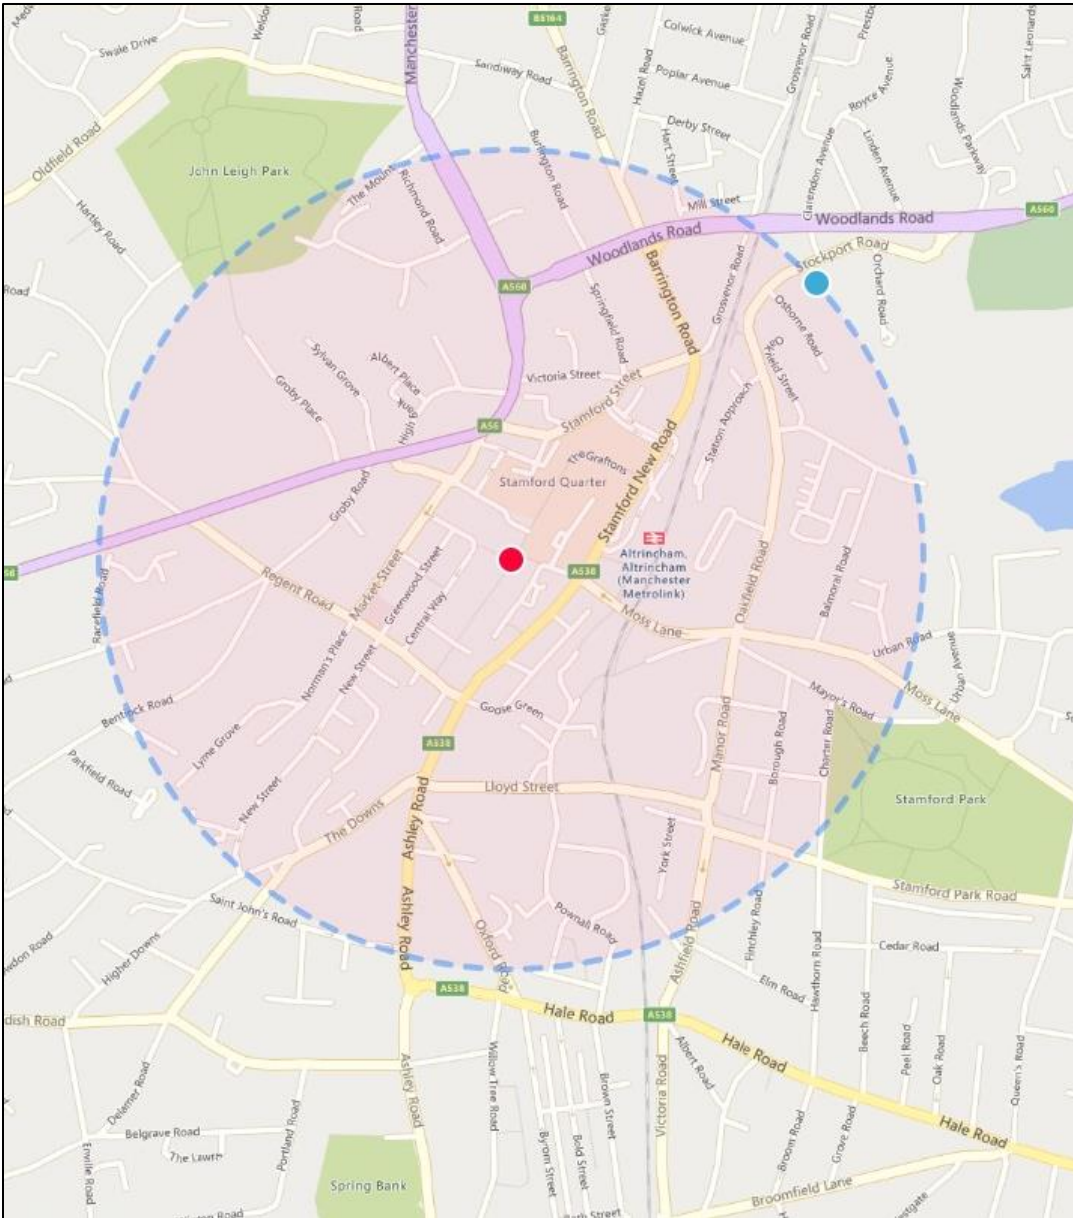 B5164
Manchester
Colwick Avenue
Road
Swale Drive
Sandiway Road
Barrington Road
Hazel Road
Poplar Avenue
Grosvenor Road
Royce Avenue
Woodlands Parkway
Derby Street
Hart Street
Oldfield Road
John Leigh Park
The Mount
Richmond Road
Burlington Road
Clarendon Avenue
Linden Avenue
Mill Street
A560
Woodlands Road
Hartley Road
Woodlands Road
Stockport Road
Barrington Road
Grosvenor Road
Orchard Road
Road
A560
Springfield Road
Osborne Road
Sylvan Grove
Albert Place
Victoria Street
Groby Place
Stamford Street
Station Approach
A56
The Graftons
Stamford Quarter
Stamford New Road
Groby Road
Altrincham,
Altrincham
(Manchester
Metrolink)
A538
Oakfield Road
Balmoral Road
Racefield Road
Regent Road
Market Street
Greenwood Street
Central Way
Moss Lane
Urban Road
Urban Avenue
Norman's Place
New Street
Mayor's Road
Moss Lane
Bentinck Road
Goose Green
Manor Road
Borough Road
Charter Road
Lyme Grove
A538
Parkfield Road
New Street
The Downs
Ashley Road
Lloyd Street
Stamford Park
York Street
Stamford Park Road
Saint John's Road
Ashley Road
Oxford Road
Pownall Road
Ashfield Road
Finchley Road
Hawthorn Road
Cedar Road
Higher Downs
Elm Road
A538
Hale Road
A538
Hale Road
Beech Road
Peel Road
Oak Road
Queen's Road
Delamer Road
Ashley Road
Willow Tree Road
Brown Street
Victoria Road
Albert Road
Belgrave Road
Portland Road
Byrom Street
Bold Street
Broom Road
Grove Road
Hale Road
Enville Road
Spring Bank
Broomfield Lane